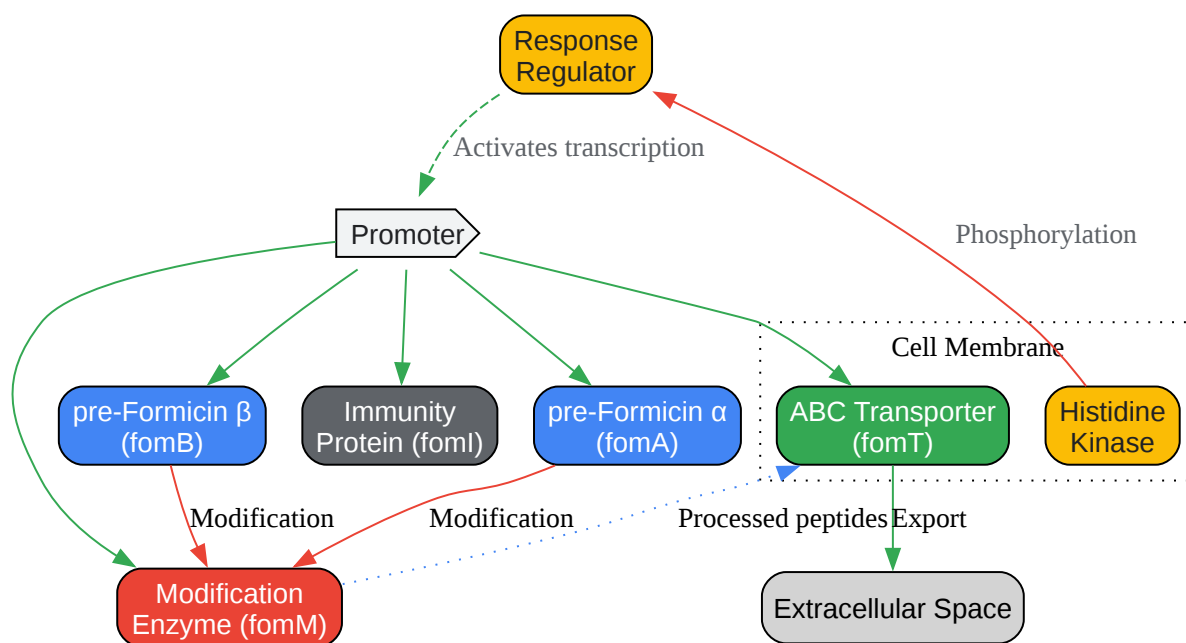 Response
Regulator
Activates transcription
Promoter
Phosphorylation
Cell Membrane
pre-Formicin β
(fomB)
Immunity
Protein (fomI)
pre-Formicin α
(fomA)
ABC Transporter
(fomT)
Histidine
Kinase
Modification
Modification
Processed peptides
Export
Modification
Enzyme (fomM)
Extracellular Space